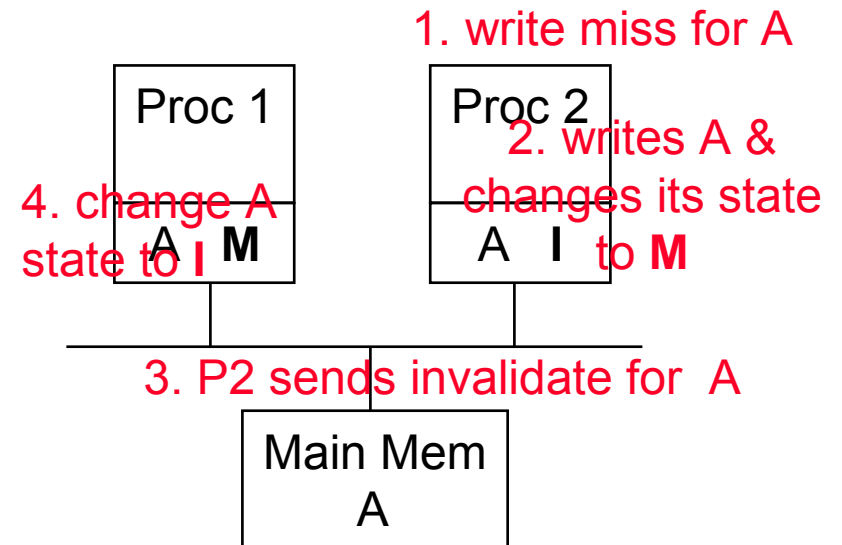 1. write miss for A
Proc 1
Proc 2
2. writes A &
changes its state
to M
4. change A
state to I
A M
A I
3. P2 sends invalidate for A
Main Mem
A